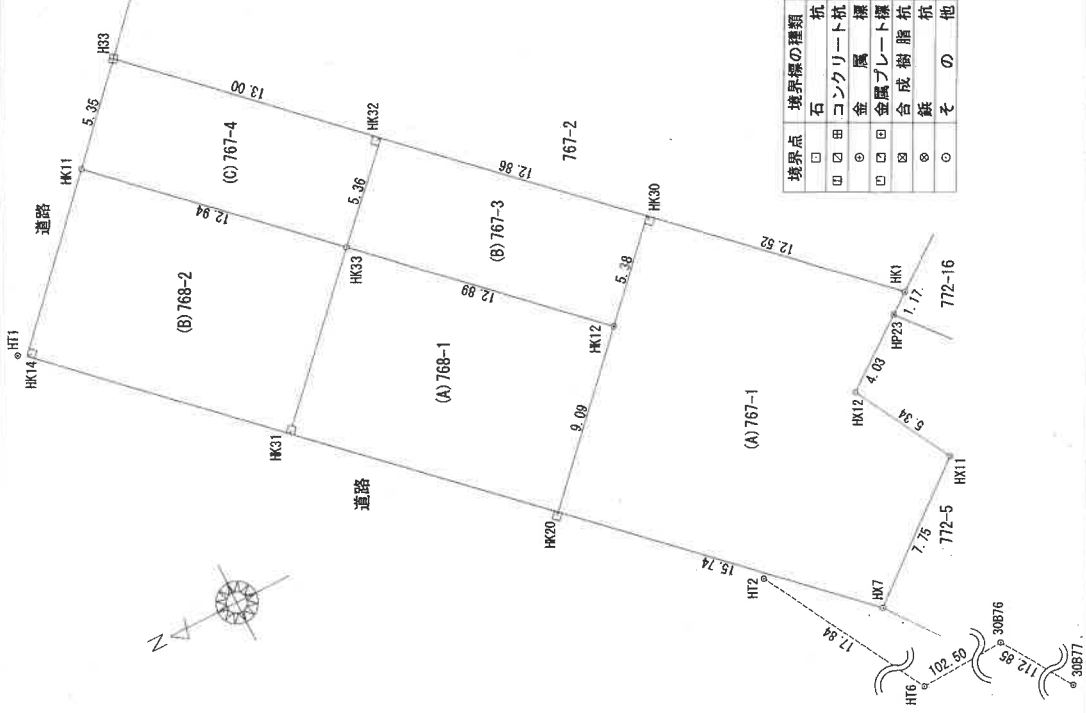 H33
5.35
HK11
道路
HT1
HK14
13.00
(C) 767-4
12.94
(B) 768-2
HK32
5.36
HK33
767-2
12.86
(B) 767-3
12.89
(A) 768-1
HK31
HK30
5.38
HK12
9.09
道路
HK20
12.52
(A) 767-1
HK1
1.17
772-16
HP23
4.03
HX12
5.34
HX11
7.75
772-5
15.74
HT2
HX7
17.84
HT6
102.50
30B76
112.85
30B77
N
境界点 境界標の種類
石杭
コンクリート杭
金属標
金属プレート標
合成樹脂杭
鋲杭
その他